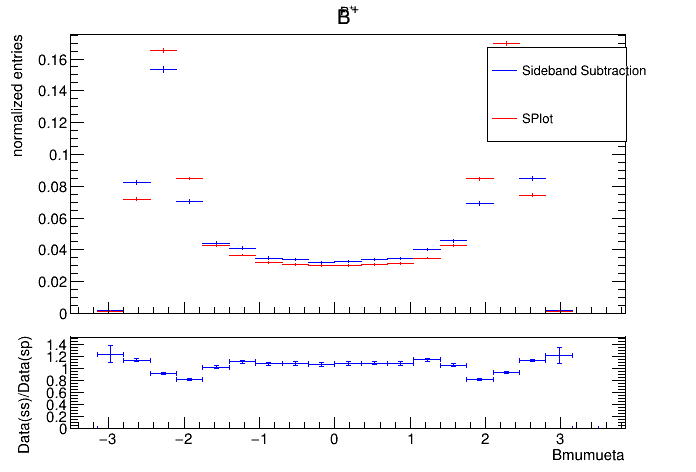 B+
normalized entries
0.16
0.14
0.12
0.1
0.08
0.06
0.04
0.02
0
Sideband Subtraction
SPlot
Data(ss)/Data(sp)
1.4
1.2
1
0.8
0.6
0.4
0.2
0
−3 −2 −1 0 1 2 3
Bmumueta